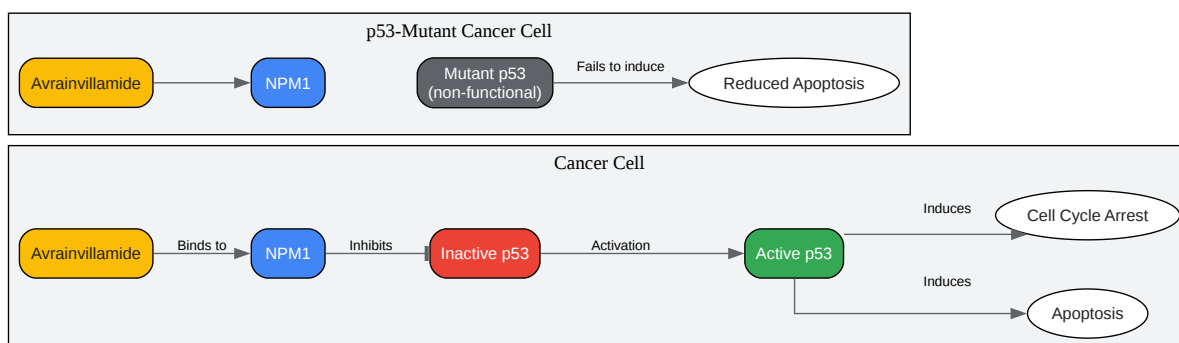 p53-Mutant Cancer Cell
Avrainvillamide
NPM1
Mutant p53
(non-functional)
Fails to induce
Reduced Apoptosis
Cancer Cell
Avrainvillamide
Binds to
NPM1
Inhibits
Inactive p53
Activation
Active p53
Induces
Cell Cycle Arrest
Induces
Apoptosis